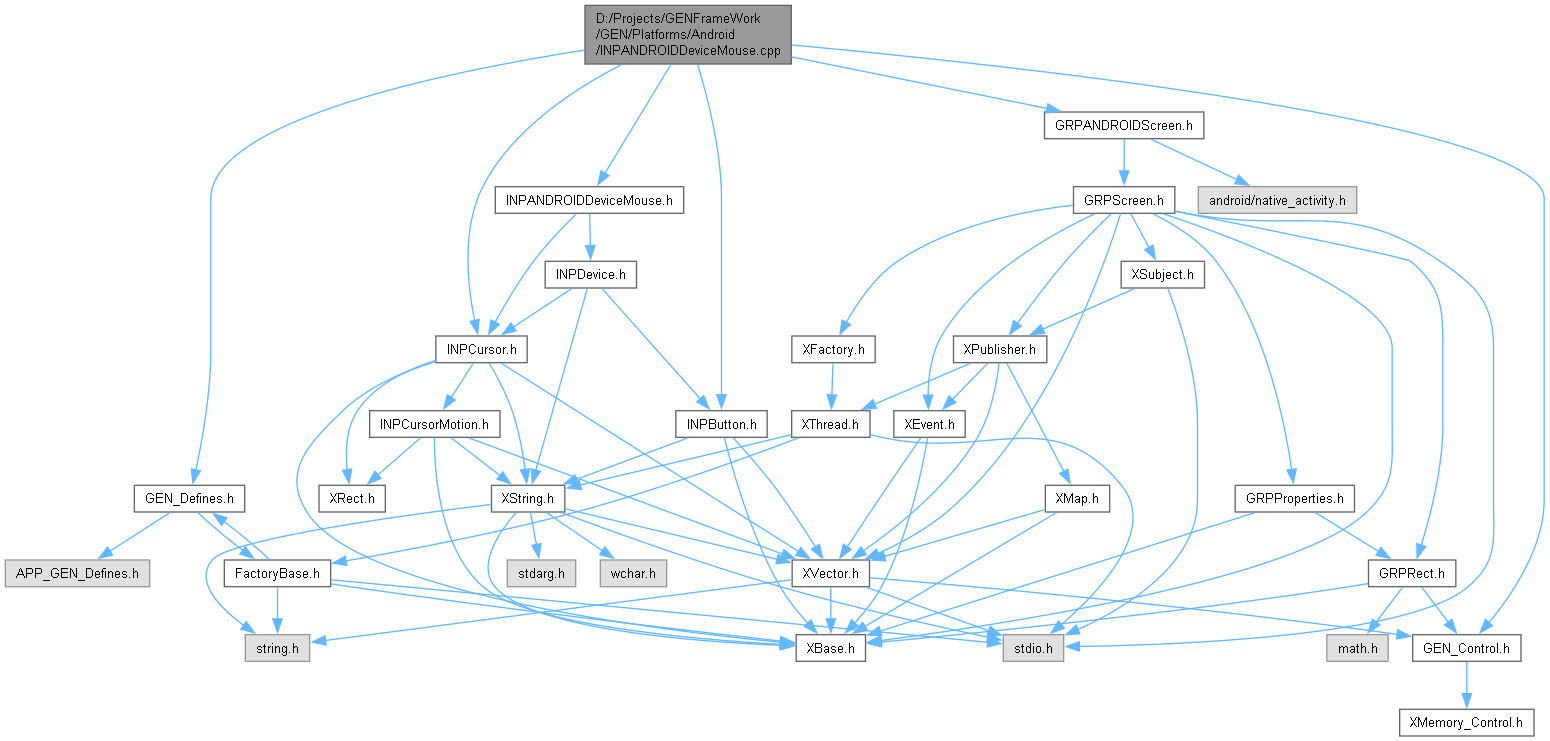 D:/Projects/GENFrameWork
/GEN/Platforms/Android
/INPANDROIDDeviceMouse.cpp
GRPANDROIDScreen.h
INPANDROIDDeviceMouse.h
GRPScreen.h
android/native_activity.h
INPDevice.h
XSubject.h
INPCursor.h
XFactory.h
XPublisher.h
INPCursorMotion.h
INPButton.h
XThread.h
XEvent.h
GEN_Defines.h
XRect.h
XString.h
XMap.h
GRPProperties.h
APP_GEN_Defines.h
FactoryBase.h
stdarg.h
wchar.h
XVector.h
GRPRect.h
string.h
XBase.h
stdio.h
math.h
GEN_Control.h
XMemory_Control.h